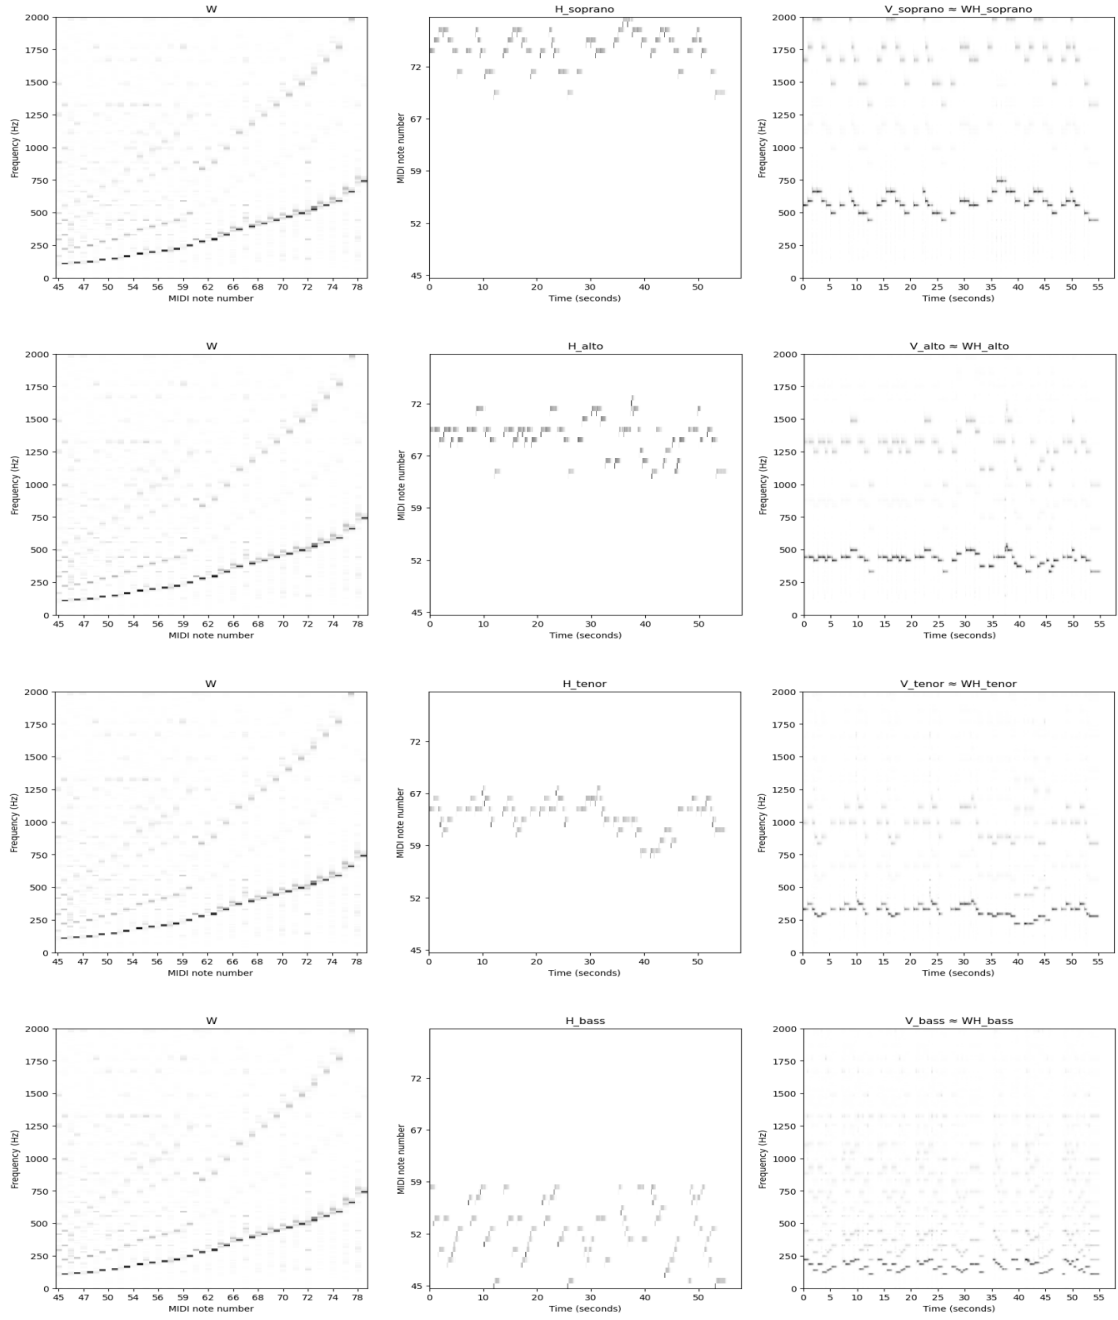 W H_soprano V_soprano ≈ WH_soprano
2000
1750
1500
1250
1000
750
500
250
0
Frequency (Hz)
45 47 50 52 54 56 59 60 62 66 68 70 72 74 76 78
MIDI note number
72
67
59
52
45
MIDI note number
0 10 20 30 40 50
Time (seconds)
2000
1750
1500
1250
1000
750
500
250
0
Frequency (Hz)
0 5 10 15 20 25 30 35 40 45 50 55
Time (seconds)
W H_alto V_alto ≈ WH_alto
2000
1750
1500
1250
1000
750
500
250
0
Frequency (Hz)
45 47 50 52 54 56 59 60 62 66 68 70 72 74 76 78
MIDI note number
72
67
59
52
45
MIDI note number
0 10 20 30 40 50
Time (seconds)
2000
1750
1500
1250
1000
750
500
250
0
Frequency (Hz)
0 5 10 15 20 25 30 35 40 45 50 55
Time (seconds)
W H_tenor V_tenor ≈ WH_tenor
2000
1750
1500
1250
1000
750
500
250
0
Frequency (Hz)
45 47 50 52 54 56 59 60 62 66 68 70 72 74 76 78
MIDI note number
72
67
59
52
45
MIDI note number
0 10 20 30 40 50
Time (seconds)
2000
1750
1500
1250
1000
750
500
250
0
Frequency (Hz)
0 5 10 15 20 25 30 35 40 45 50 55
Time (seconds)
W H_bass V_bass ≈ WH_bass
2000
1750
1500
1250
1000
750
500
250
0
Frequency (Hz)
45 47 50 52 54 56 59 60 62 66 68 70 72 74 76 78
MIDI note number
72
67
59
52
45
MIDI note number
0 10 20 30 40 50
Time (seconds)
2000
1750
1500
1250
1000
750
500
250
0
Frequency (Hz)
0 5 10 15 20 25 30 35 40 45 50 55
Time (seconds)